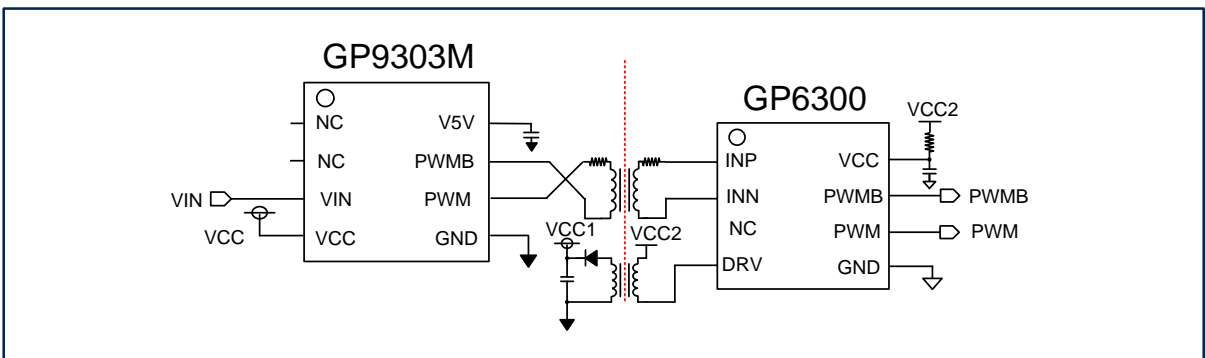 GP9303M
NC
V5V
NC
PWMB
VIN
VIN
PWM
VCC
VCC
GND
VCC1
VCC2
GP6300
VCC2
INP
VCC
INN
PWMB
PWMB
NC
PWM
PWM
DRV
GND